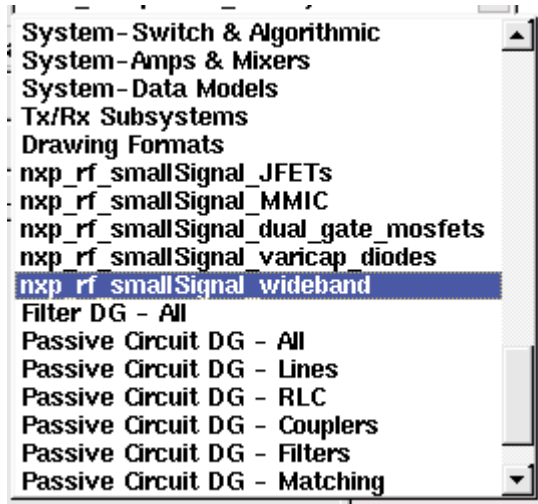 System-Switch & Algorithmic
System-Amps & Mixers
System-Data Models
Tx/Rx Subsystems
Drawing Formats
nxp_rf_smallSignal_JFETs
nxp_rf_smallSignal_MMIC
nxp_rf_smallSignal_dual_gate_mosfets
nxp_rf_smallSignal_varicap_diodes
nxp_rf_smallSignal_wideband
Filter DG - All
Passive Circuit DG - All
Passive Circuit DG - Lines
Passive Circuit DG - RLC
Passive Circuit DG - Couplers
Passive Circuit DG - Filters
Passive Circuit DG - Matching